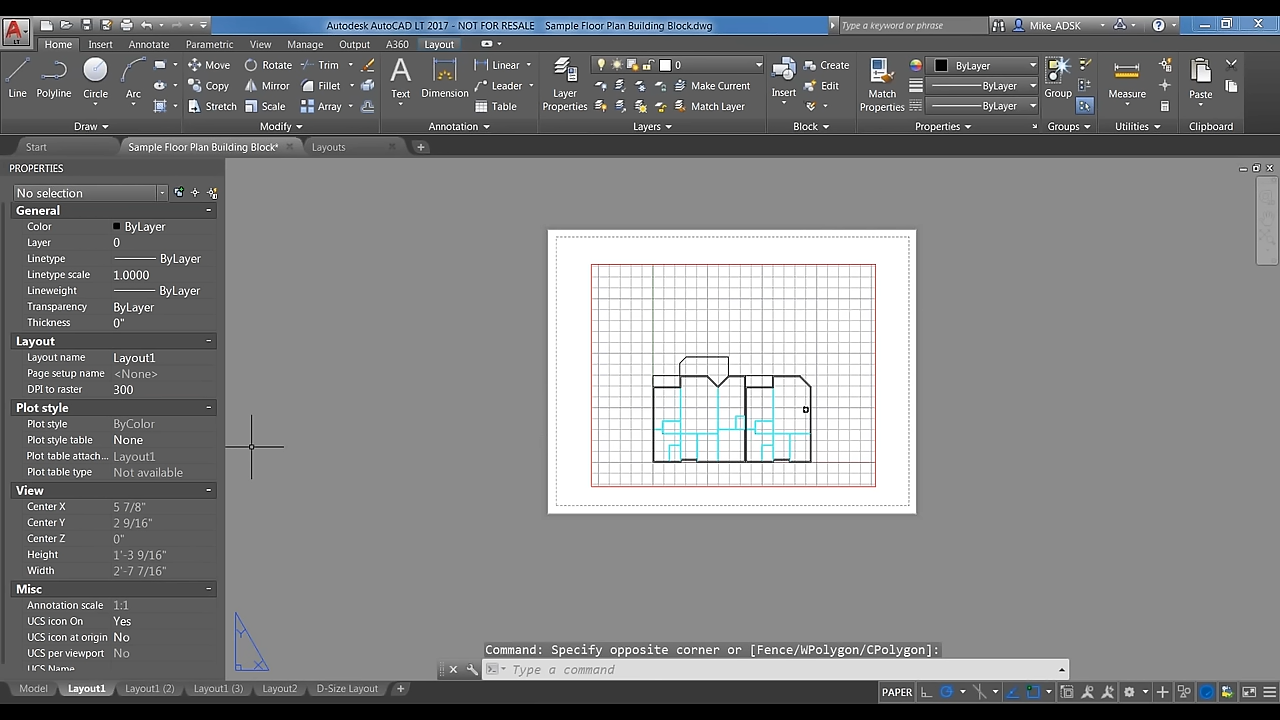 Autodesk AutoCAD LT 2017 - NOT FOR RESALE Sample Floor Plan Building Block.dwg
Type a keyword or phrase
Mike_ADSK
LT
Home Insert Annotate Parametric View Manage Output A360 Layout
Line
Polyline
Circle
Arc
Move
Rotate
Trim
Copy
Mirror
Fillet
Stretch
Scale
Array
Text
Dimension
Linear
Leader
Table
Layer
Properties
0
Make Current
Match Layer
Insert
Create
Edit
Match
Properties
ByLayer
ByLayer
ByLayer
Group
Measure
Paste
Draw Modify Annotation Layers Block Properties Groups Utilities Clipboard
Start Sample Floor Plan Building Block* Layouts
PROPERTIES
No selection
General
Color ByLayer
Layer 0
Linetype ByLayer
Linetype scale 1.0000
Lineweight ByLayer
Transparency ByLayer
Thickness 0"
Layout
Layout name Layout1
Page setup name <None>
DPI to raster 300
Plot style
Plot style ByColor
Plot style table None
Plot table attach... Layout1
Plot table type Not available
View
Center X 5 7/8"
Center Y 2 9/16"
Center Z 0"
Height 1'-3 9/16"
Width 2'-7 7/16"
Misc
Annotation scale 1:1
UCS icon On Yes
UCS icon at origin No
UCS per viewport No
UCS Name
Y
X
Command: Specify opposite corner or [Fence/WPolygon/CPolygon]:
Type a command
Model Layout1 Layout1 (2) Layout1 (3) Layout2 D-Size Layout
PAPER